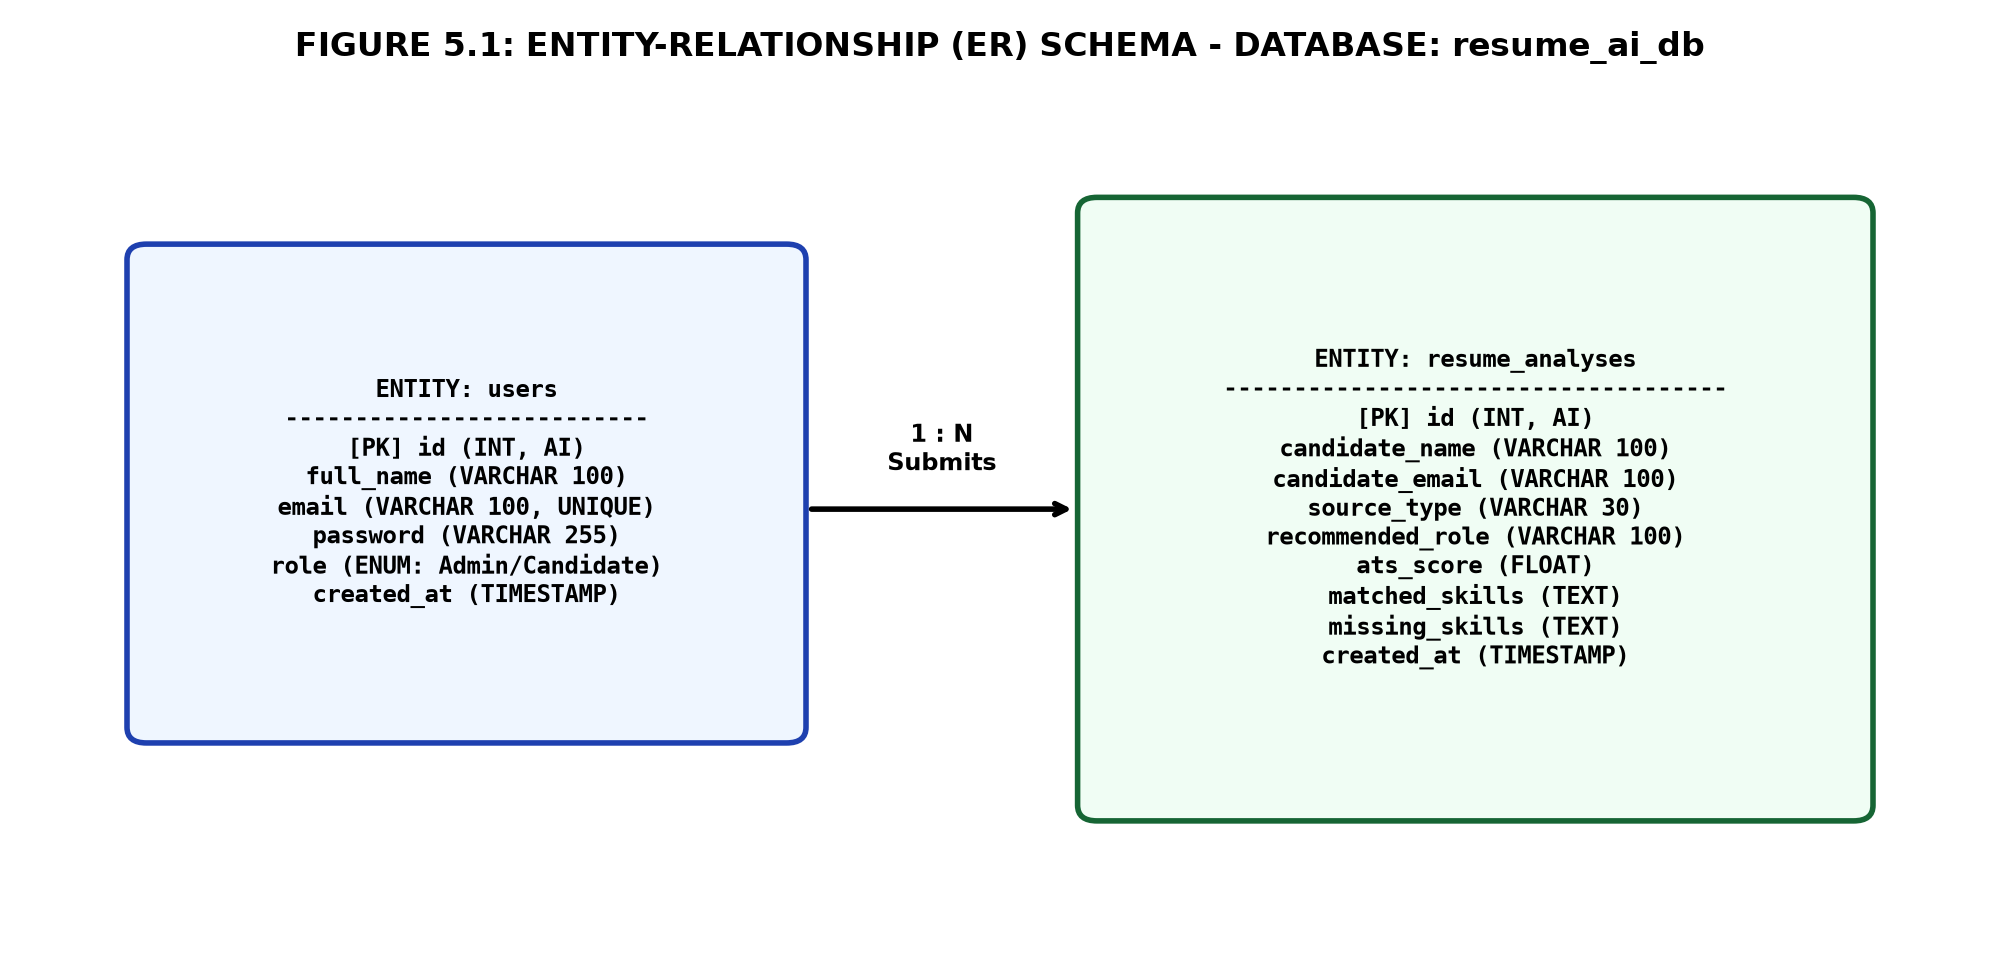 FIGURE 5.1: ENTITY-RELATIONSHIP (ER) SCHEMA - DATABASE: resume_ai_db
ENTITY: users
--------------------------
[PK] id (INT, AI)
full_name (VARCHAR 100)
email (VARCHAR 100, UNIQUE)
password (VARCHAR 255)
role (ENUM: Admin/Candidate)
created_at (TIMESTAMP)
1 : N
Submits
ENTITY: resume_analyses
------------------------------------
[PK] id (INT, AI)
candidate_name (VARCHAR 100)
candidate_email (VARCHAR 100)
source_type (VARCHAR 30)
recommended_role (VARCHAR 100)
ats_score (FLOAT)
matched_skills (TEXT)
missing_skills (TEXT)
created_at (TIMESTAMP)